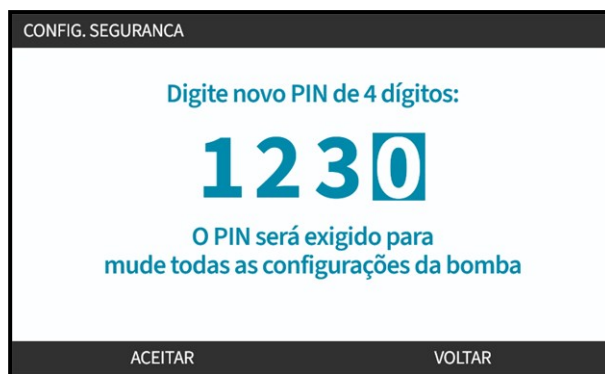 CONFIG. SEGURANCA
Digite novo PIN de 4 dígitos:
1230
O PIN será exigido para
mude todas as configurações da bomba
ACEITAR VOLTAR